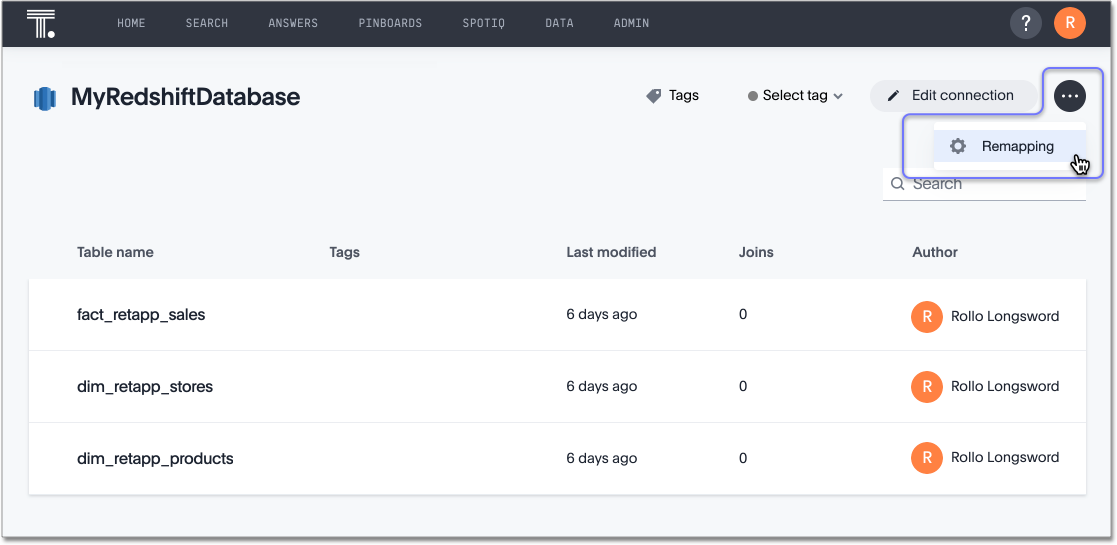 T. HOME SEARCH ANSWERS PINBOARDS SPOTIQ DATA ADMIN ? R
MyRedshiftDatabase Tags Select tag Edit connection
Remapping
Search
Table name Tags Last modified Joins Author
fact_retapp_sales 6 days ago 0 R Rollo Longsword
dim_retapp_stores 6 days ago 0 R Rollo Longsword
dim_retapp_products 6 days ago 0 R Rollo Longsword